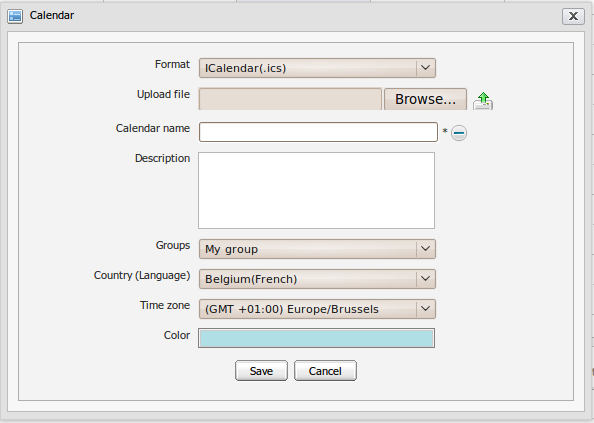 Calendar
Format ICalendar(.ics)
Upload file Browse...
Calendar name *
Description
Groups My group
Country (Language) Belgium(French)
Time zone (GMT +01:00) Europe/Brussels
Color
Save Cancel